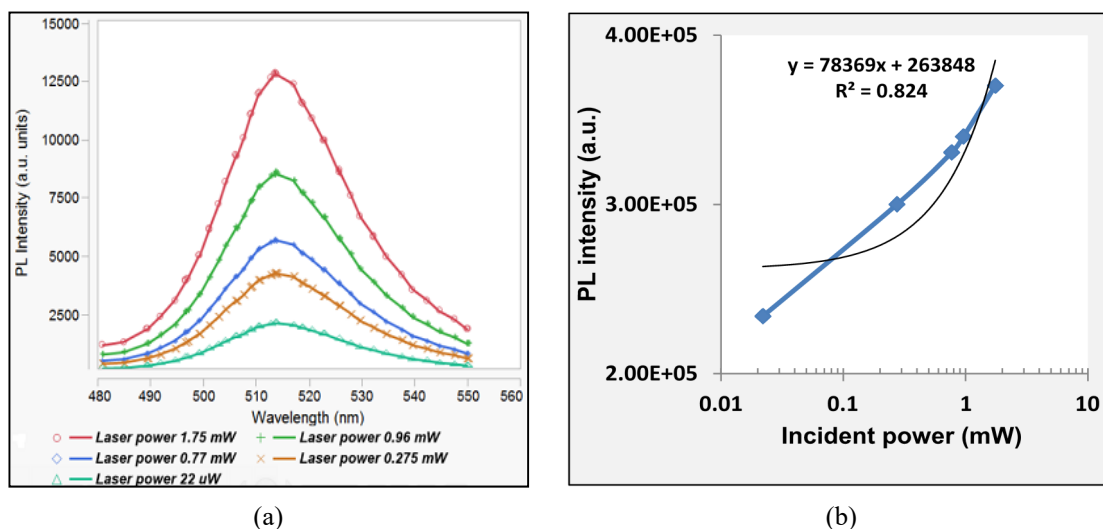 15000
12500
10000
7500
5000
2500
PL Intensity (a.u. units)
480 490 500 510 520 530 540 550 560
Wavelength (nm)
Laser power 1.75 mW
Laser power 0.96 mW
Laser power 0.77 mW
Laser power 0.275 mW
Laser power 22 uW
(a)
4.00E+05
3.00E+05
2.00E+05
PL intensity (a.u.)
y = 78369x + 263848
R² = 0.824
0.01 0.1 1 10
Incident power (mW)
(b)